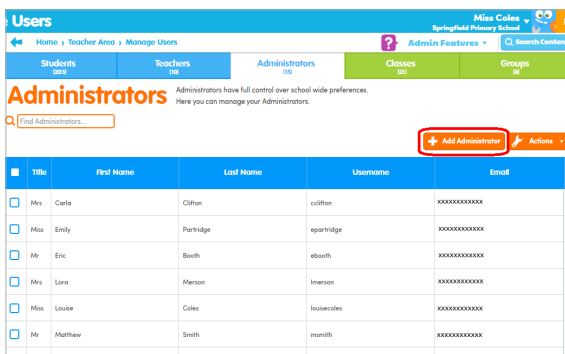 Users
Miss Coles
Springfield Primary School
Home › Teacher Area › Manage Users
? Admin Features ▾
Search Conten
Students
(203)
Teachers
(10)
Administrators
(15)
Classes
(21)
Groups
(8)
Administrators
Administrators have full control over school wide preferences.
Here you can manage your Administrators.
Find Administrators...
Add Administrator
Actions
Title First Name Last Name Username Email
Mrs Carla Clifton cclifton xxxxxxxxxxxx
Miss Emily Partridge epartridge xxxxxxxxxxxx
Mr Eric Booth ebooth xxxxxxxxxxxx
Mrs Lora Merson lmerson xxxxxxxxxxxx
Miss Louise Coles louisecoles xxxxxxxxxxxx
Mr Matthew Smith msmith xxxxxxxxxxxx